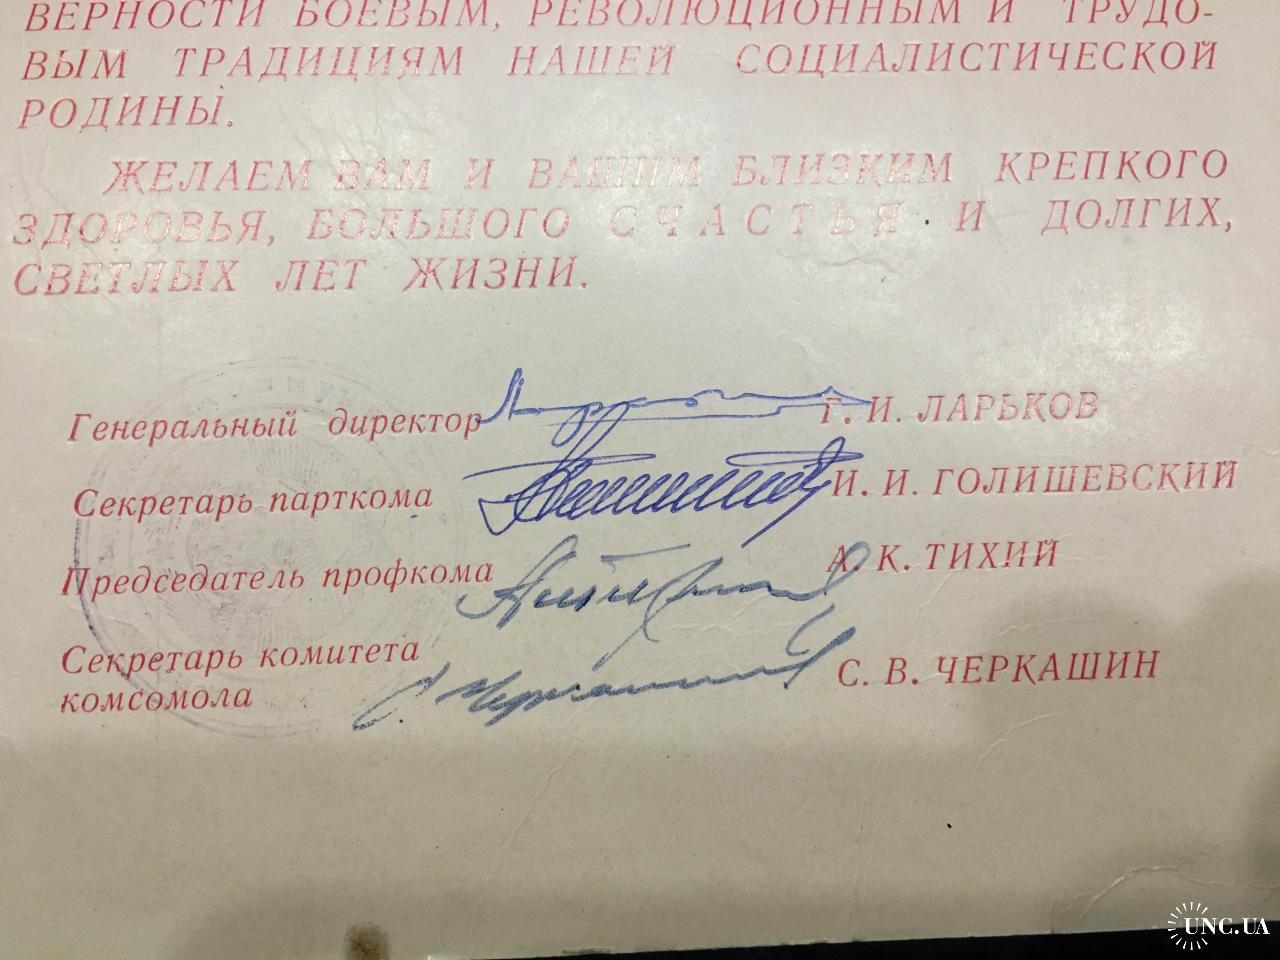 ВЕРНОСТИ БОЕВЫМ, РЕВОЛЮЦИОННЫМ И ТРУДО-
ВЫМ ТРАДИЦИЯМ НАШЕЙ СОЦИАЛИСТИЧЕСКОЙ
РОДИНЫ.
ЖЕЛАЕМ ВАМ И ВАШИМ БЛИЗКИМ КРЕПКОГО
ЗДОРОВЬЯ, БОЛЬШОГО СЧАСТЬЯ И ДОЛГИХ,
СВЕТЛЫХ ЛЕТ ЖИЗНИ.
Генеральный директор Г. И. ЛАРЬКОВ
Секретарь парткома И. И. ГОЛИШЕВСКИЙ
Председатель профкома А. К. ТИХИЙ
Секретарь комитета
комсомола С. В. ЧЕРКАШИН
UNC.UA